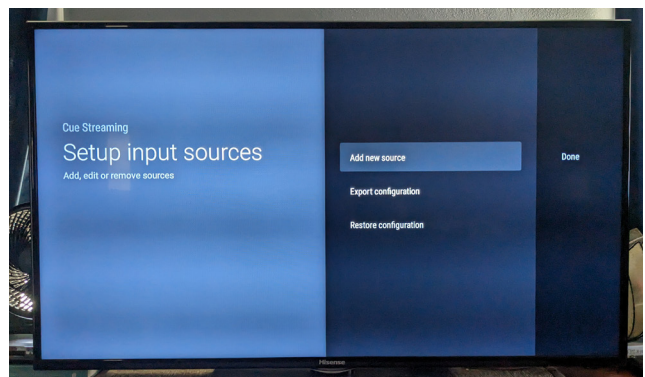 Cue Streaming
Setup input sources
Add, edit or remove sources
Add new source
Done
Export configuration
Restore configuration
Hisense